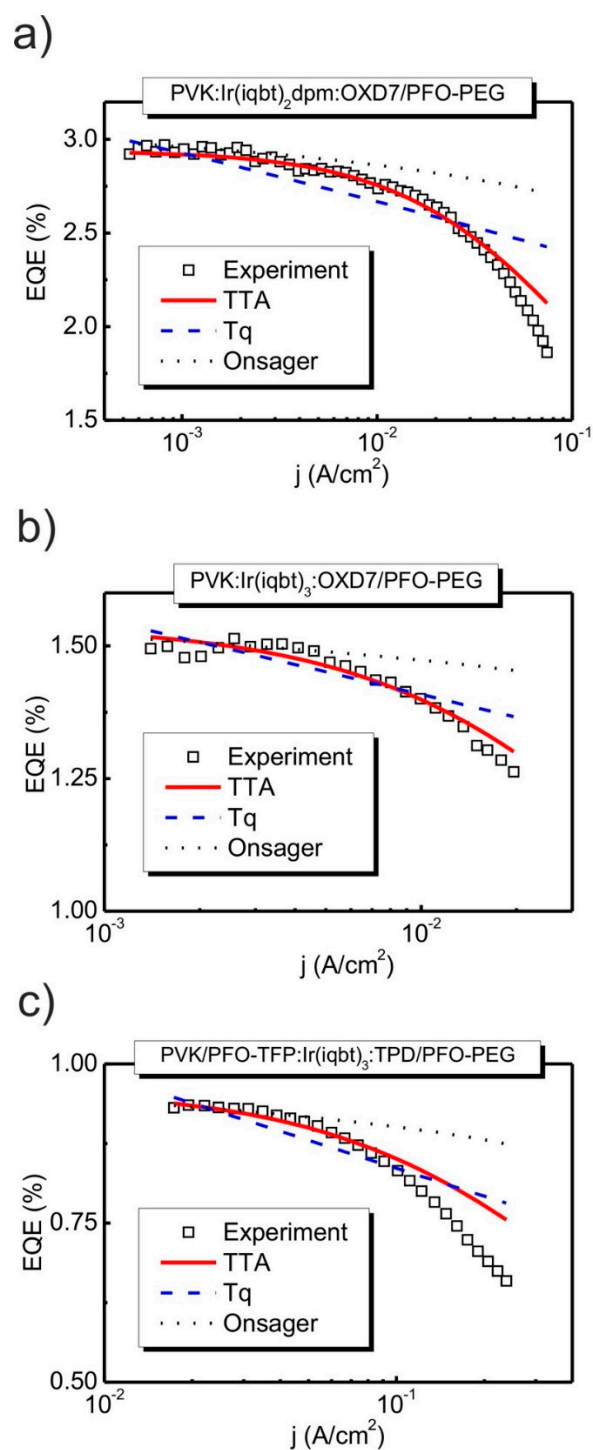 a)
PVK:Ir(iqbt)₂dpm:OXD7/PFO-PEG
3.0
2.5
2.0
1.5
EQE (%)
Experiment
TTA
Tq
Onsager
10⁻³
10⁻²
10⁻¹
j (A/cm²)
b)
PVK:Ir(iqbt)₃:OXD7/PFO-PEG
1.50
1.25
1.00
EQE (%)
Experiment
TTA
Tq
Onsager
10⁻³
10⁻²
j (A/cm²)
c)
PVK/PFO-TFP:Ir(iqbt)₃:TPD/PFO-PEG
1.00
0.75
0.50
EQE (%)
Experiment
TTA
Tq
Onsager
10⁻²
10⁻¹
j (A/cm²)